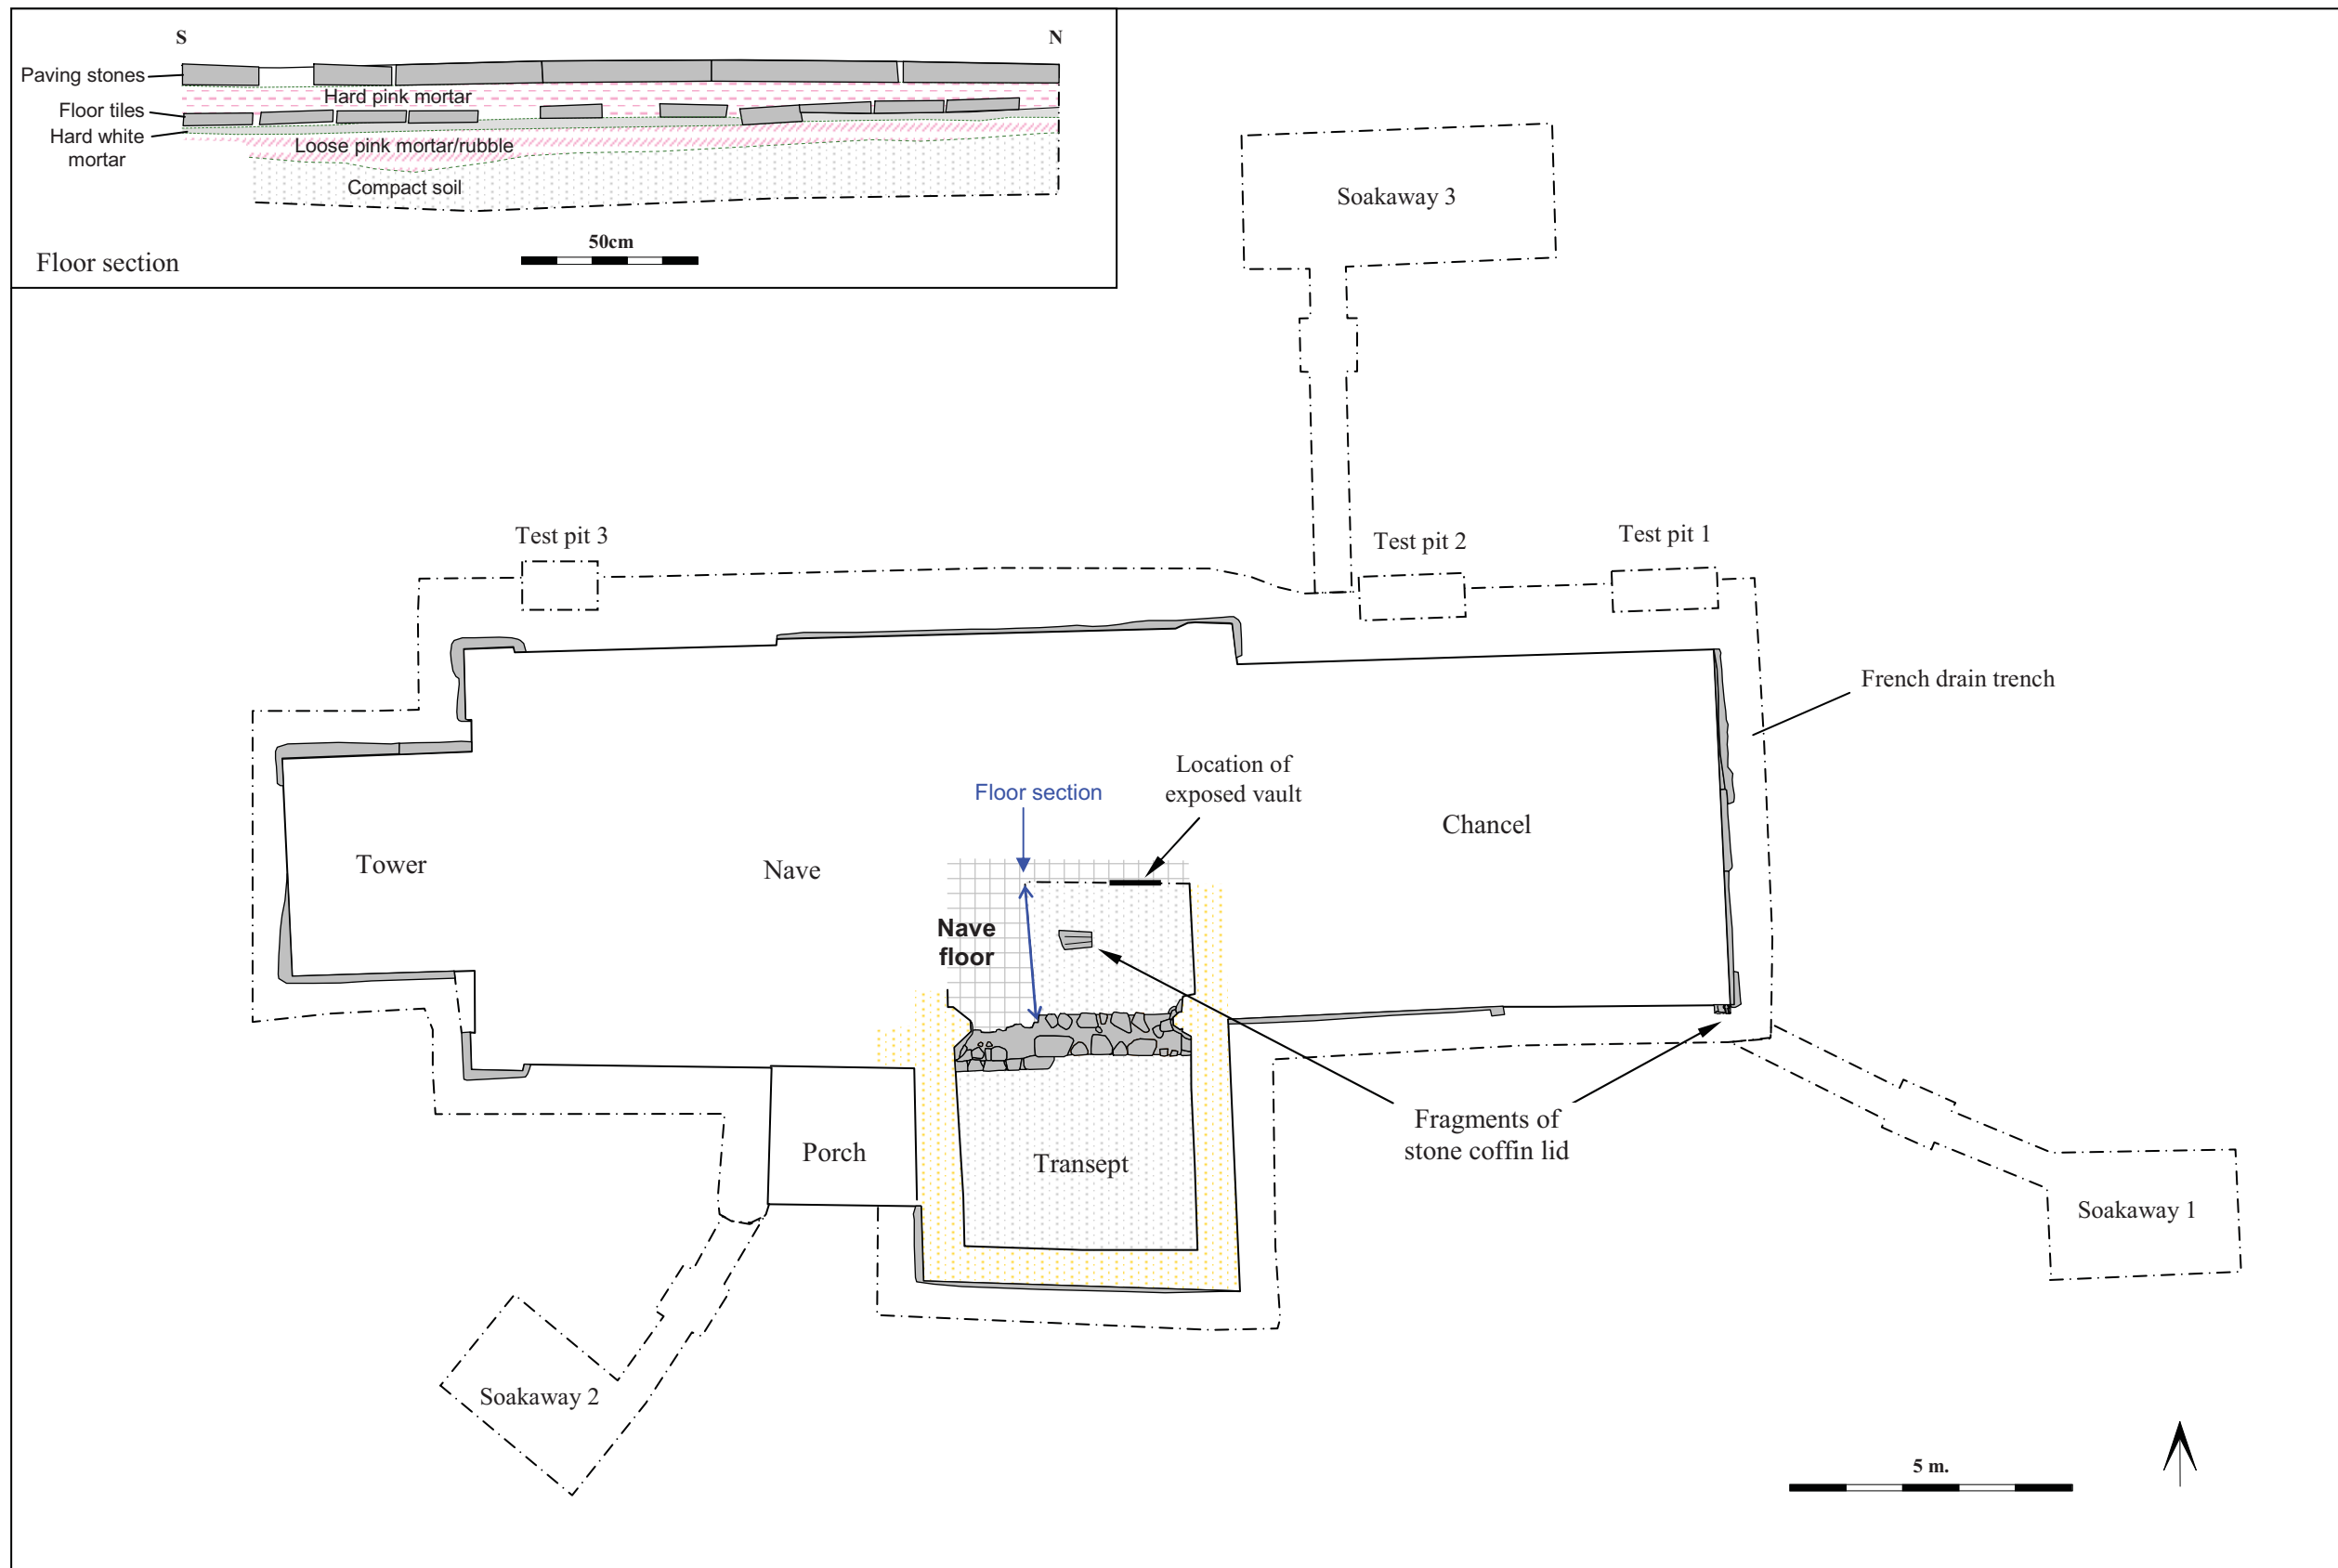 S
N
Paving stones
Hard pink mortar
Floor tiles
Hard white
mortar
Loose pink mortar/rubble
Compact soil
50cm
Floor section
Soakaway 3
Test pit 3
Test pit 2
Test pit 1
French drain trench
Location of
exposed vault
Floor section
Chancel
Tower
Nave
Nave
floor
Fragments of
stone coffin lid
Porch
Transept
Soakaway 1
Soakaway 2
5 m.